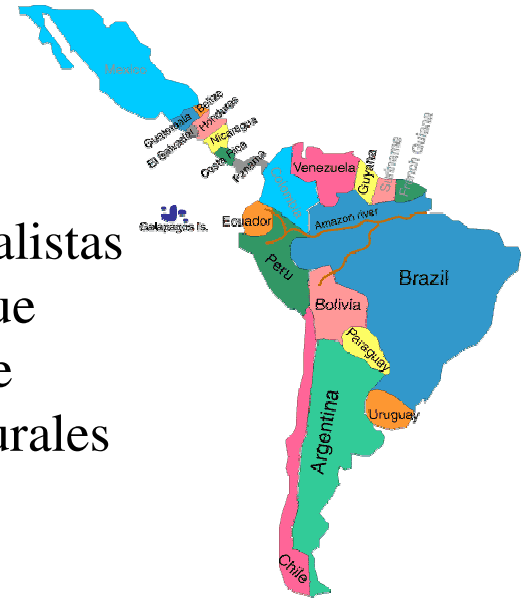 Mexico
Belize
Guatemala
Honduras
El Salvador
Nicaragua
Costa Rica
Panama
Venezuela
Guyana
Suriname
French Guiana
Colombia
Galapagos Is.
Ecuador
Amazon river
alistas
Peru
Brazil
ue
Bolivia
Paraguay
e
Argentina
Uruguay
urales
Chile